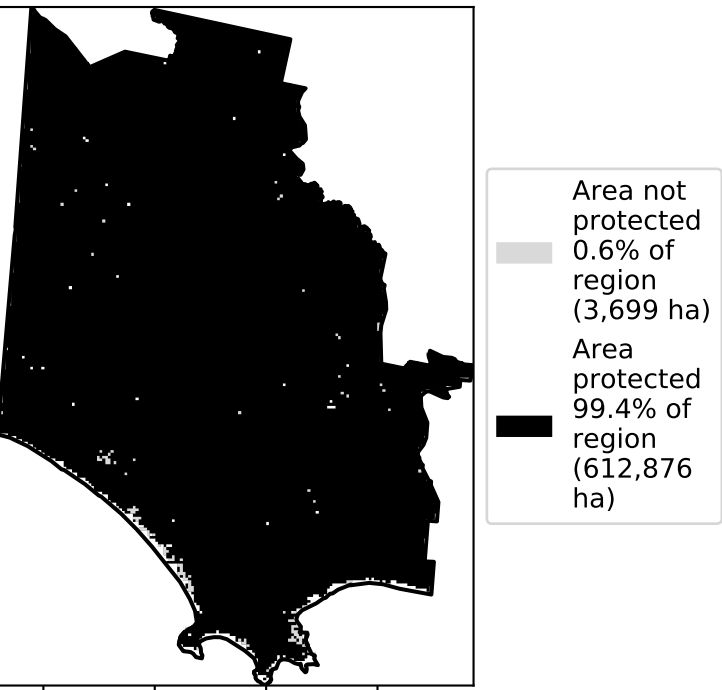 Area not
protected
0.6% of
region
(3,699 ha)
Area
protected
99.4% of
region
(612,876
ha)